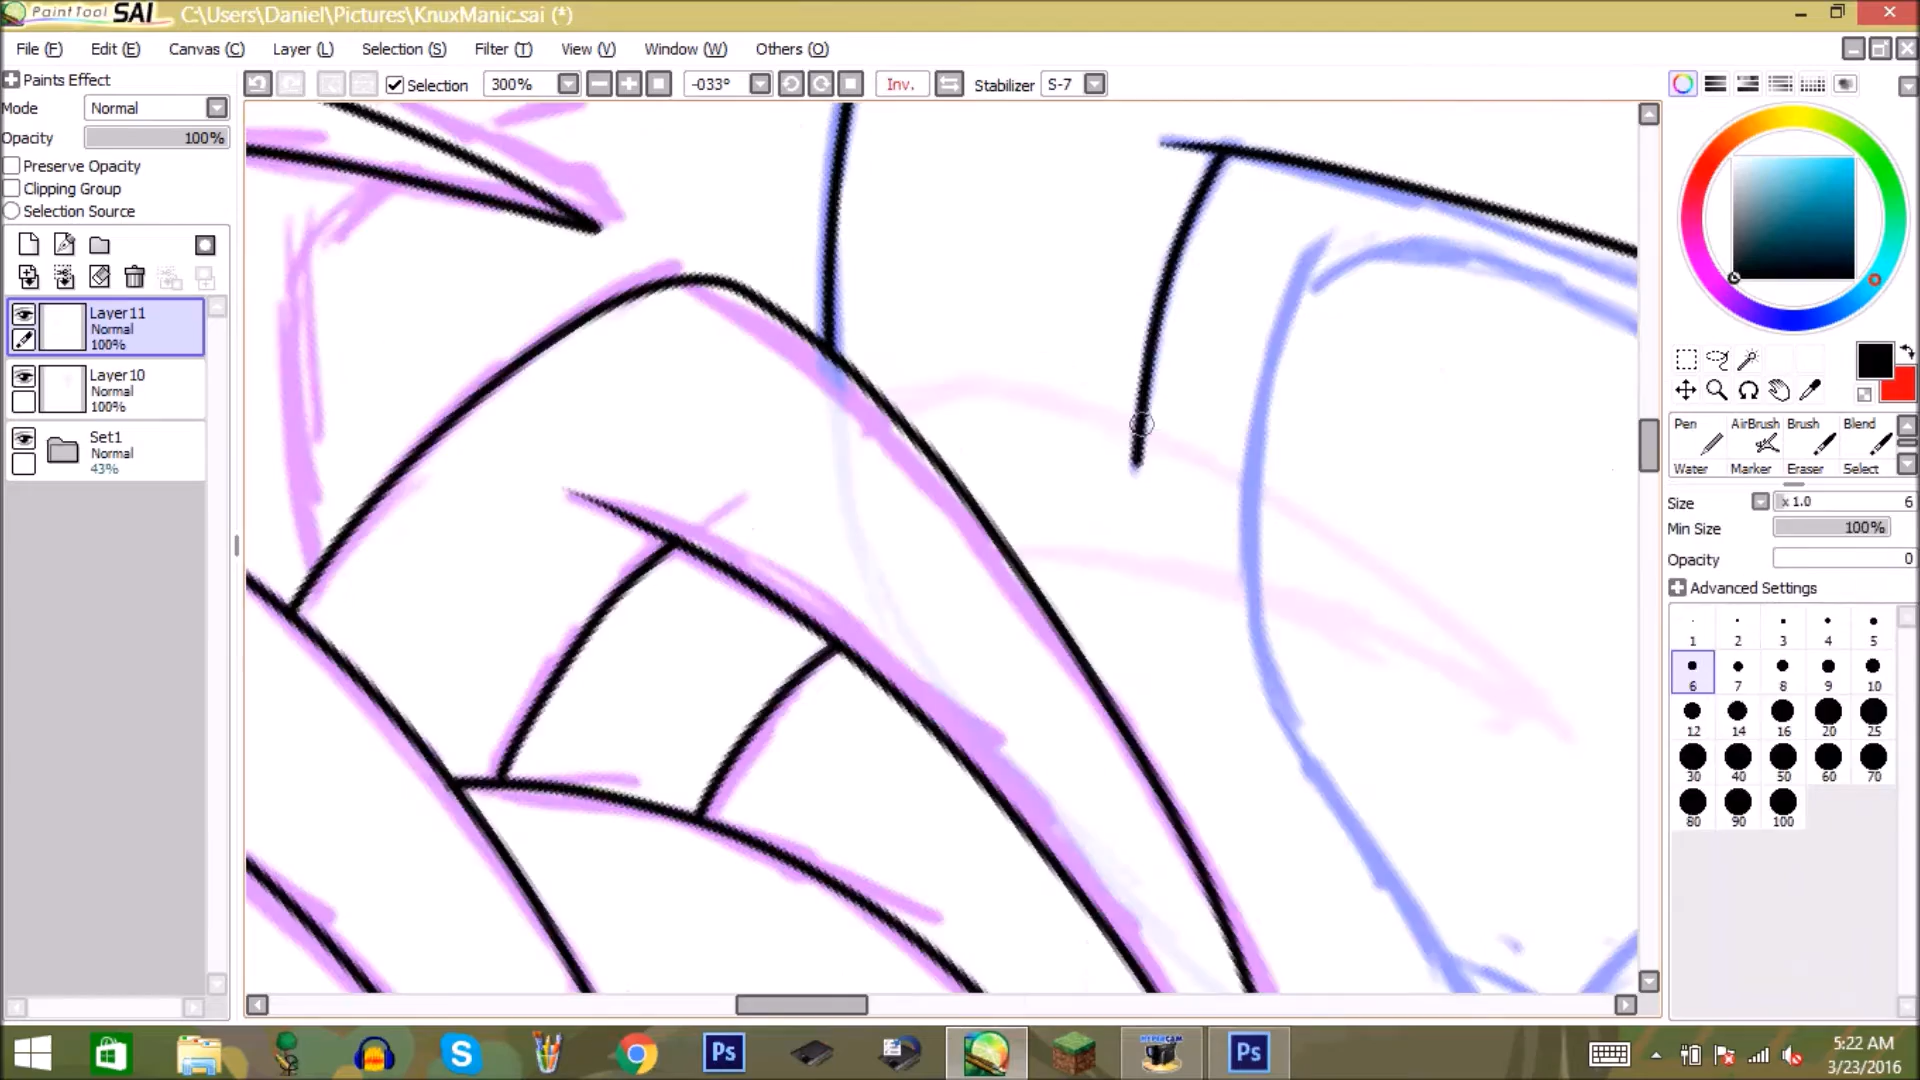 PaintTool SAI C:\Users\Daniel\Pictures\KnuxManic.sai (*)
File (F) Edit (E) Canvas (C) Layer (L) Selection (S) Filter (T) View (V) Window (W) Others (O)
Paints Effect
Selection 300% -033° Inv. Stabilizer S-7
Mode Normal
Opacity 100%
Preserve Opacity
Clipping Group
Selection Source
Layer11
Normal
100%
Layer10
Normal
100%
Set1
Normal
43%
Pen AirBrush Brush Blend
Water Marker Eraser Select
Size x 1.0 6
Min Size 100%
Opacity 0
Advanced Settings
1 2 3 4 5
6 7 8 9 10
12 14 16 20 25
30 40 50 60 70
80 90 100
S Ps HYPERCAM Ps
5:22 AM
3/23/2016